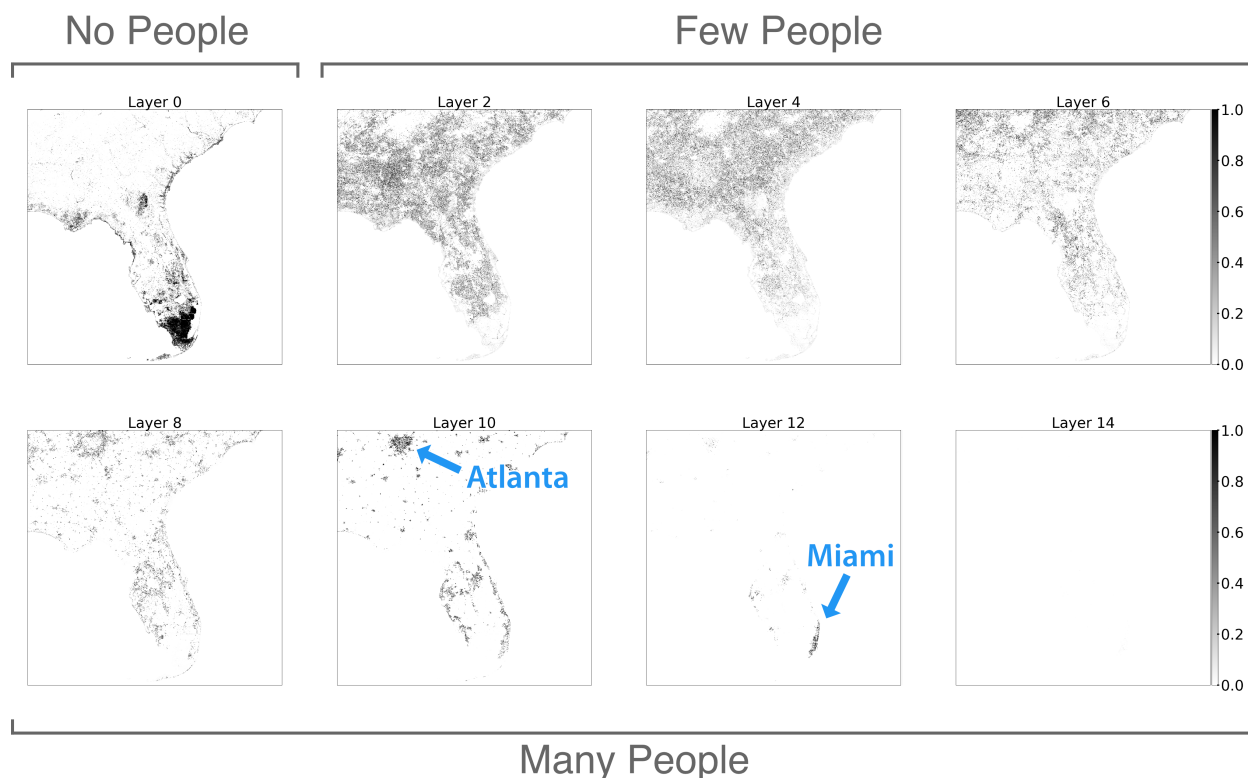 No People
Few People
Layer 0
Layer 2
Layer 4
Layer 6
1.0
0.8
0.6
0.4
0.2
0.0
Layer 8
Layer 10
Layer 12
Layer 14
1.0
0.8
0.6
0.4
0.2
0.0
Atlanta
Miami
Many People